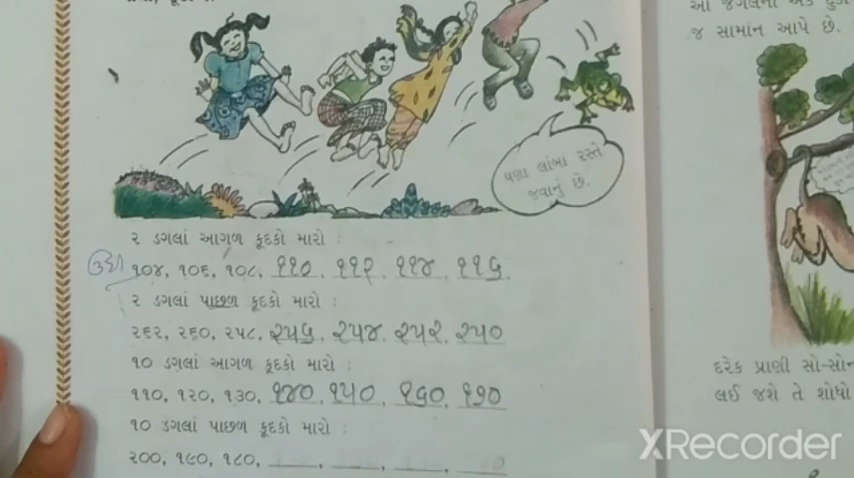 જ સામાન આપે છે.
ઘણા લાંબા રસ્તે
જવાનું છે.
૨ ડગલાં આગળ કૂદકો મારો :
૧૦૪, ૧૦૬, ૧૦૮, ૧૧૦, ૧૧૨, ૧૧૪, ૧૧૬
૨ ડગલાં પાછળ કૂદકો મારો :
૨૬૨, ૨૬૦, ૨૫૮, ૨૫૬, ૨૫૪, ૨૫૨, ૨૫૦
૧૦ ડગલાં આગળ કૂદકો મારો :
૧૧૦, ૧૨૦, ૧૩૦, ૧૪૦, ૧૫૦, ૧૬૦, ૧૭૦
૧૦ ડગલાં પાછળ કૂદકો મારો :
૨૦૦, ૧૯૦, ૧૮૦,
દરેક પ્રાણી સો-સોન
લઈ જશે તે શોધો
XRecorder